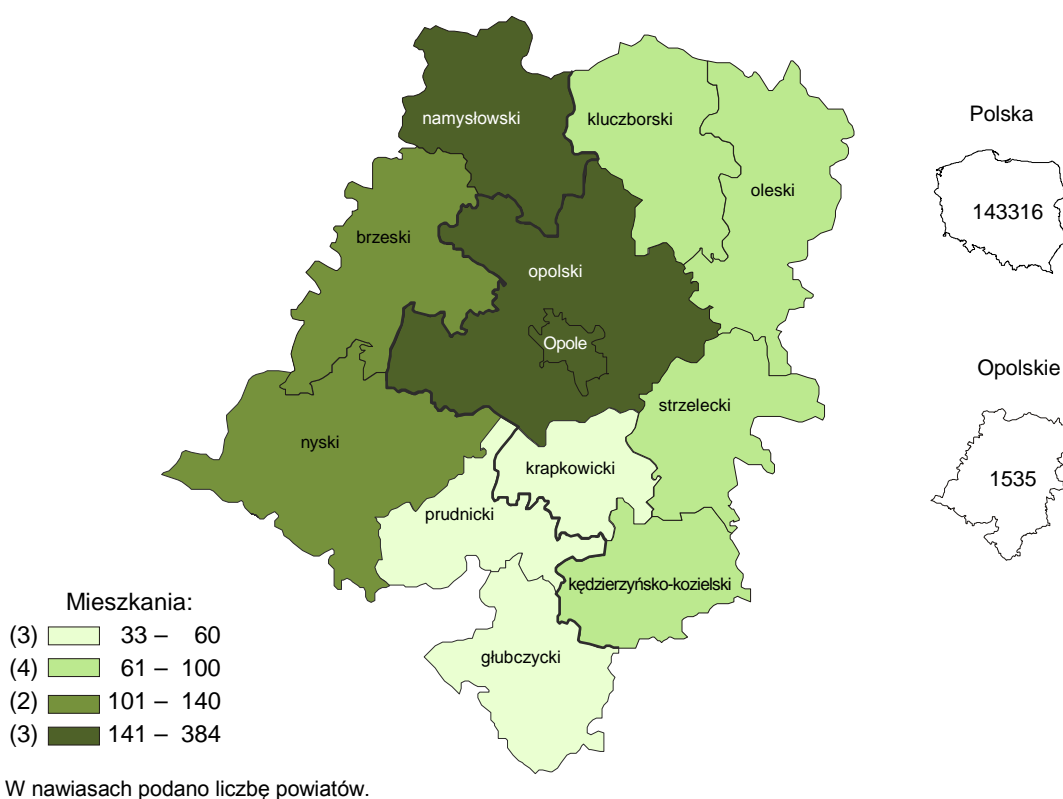 namysłowski
kluczborski
oleski
brzeski
opolski
Opole
strzelecki
nyski
krapkowicki
prudnicki
kędzierzyńsko-kozielski
głubczycki
Polska
143316
Opolskie
1535
Mieszkania:
(3) 33 – 60
(4) 61 – 100
(2) 101 – 140
(3) 141 – 384
W nawiasach podano liczbę powiatów.